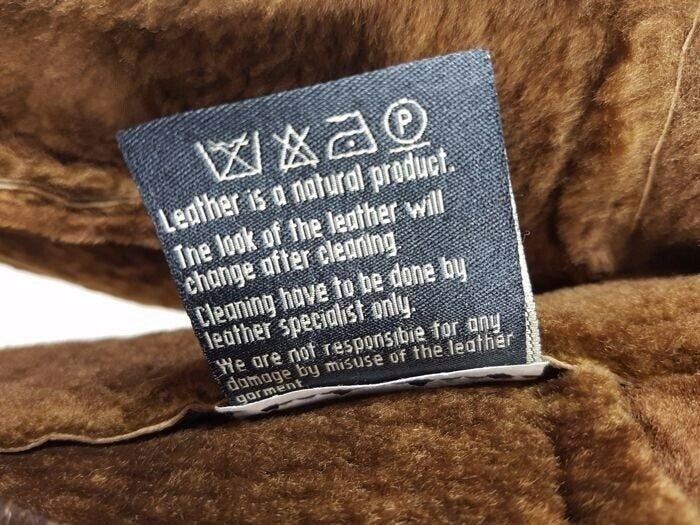 P
Leather is a natural product.
The look of the leather will
change after cleaning
Cleaning have to be done by
leather specialist only.
We are not responsible for any
damage by misuse of the leather
garment